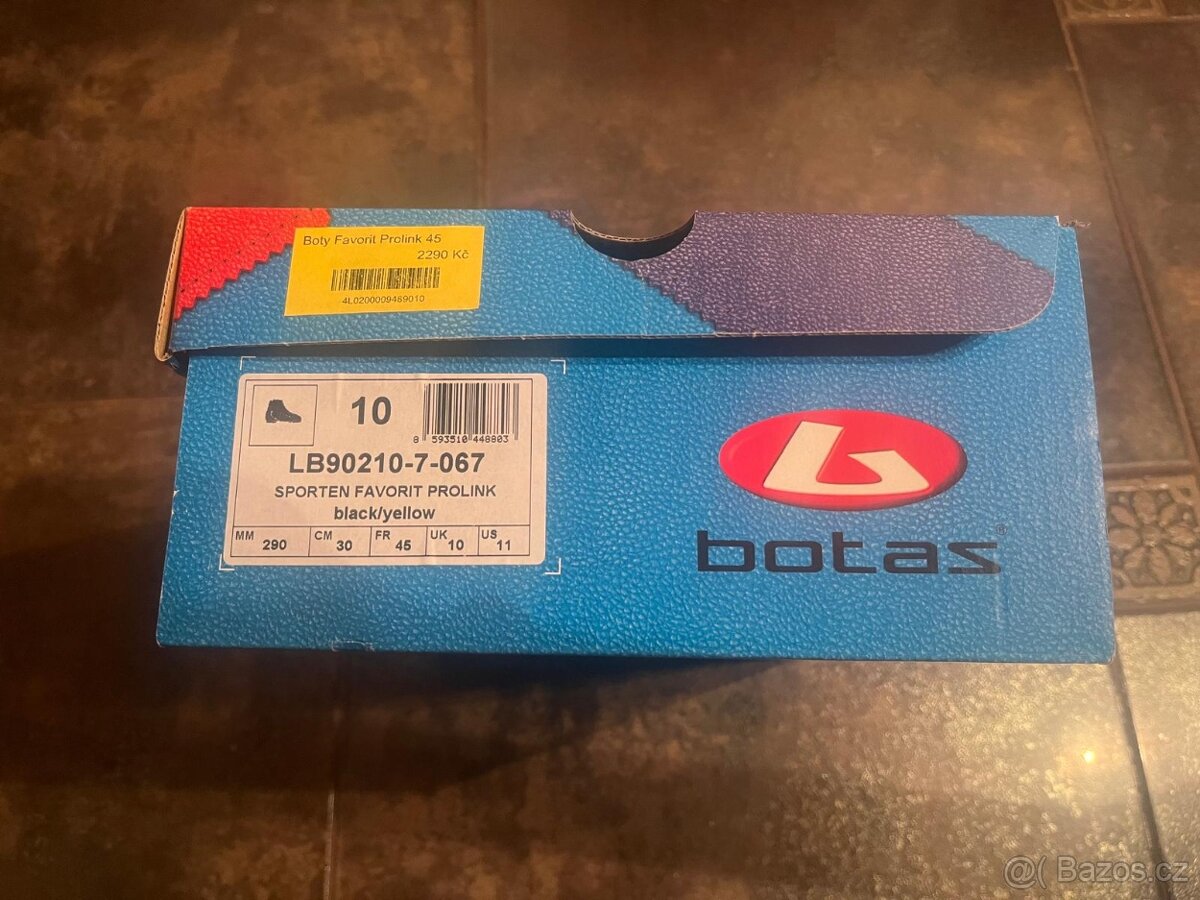 Boty Favorit Prolink 45
2290 Kč
4L0200009489010
10
8 593510 448803
LB90210-7-067
SPORTEN FAVORIT PROLINK
black/yellow
MM 290 CM 30 FR 45 UK 10 US 11
botas®
@( Bazos.cz